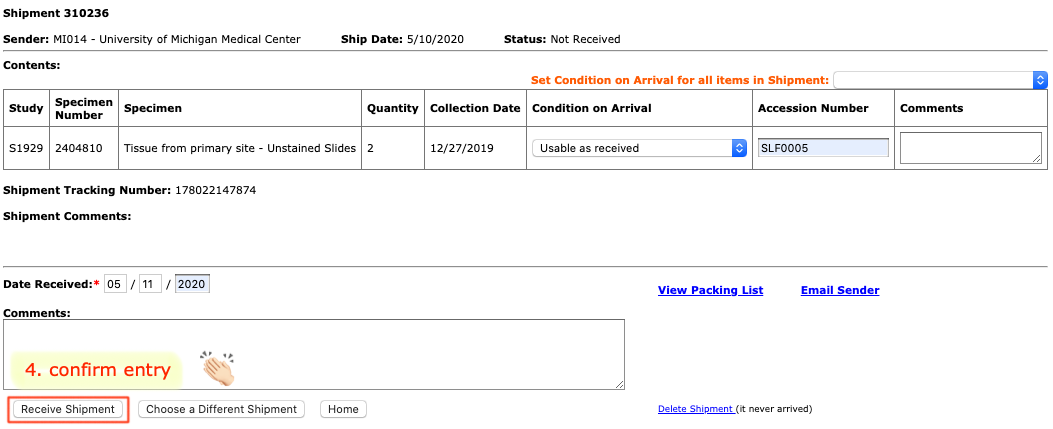 Shipment 310236
Sender: MI014 - University of Michigan Medical Center Ship Date: 5/10/2020 Status: Not Received
Contents:
Set Condition on Arrival for all items in Shipment:
Study Specimen Number Specimen Quantity Collection Date Condition on Arrival Accession Number Comments
S1929 2404810 Tissue from primary site - Unstained Slides 2 12/27/2019 Usable as received SLF0005
Shipment Tracking Number: 178022147874
Shipment Comments:
Date Received:* 05 / 11 / 2020
View Packing List Email Sender
Comments:
4. confirm entry
Receive Shipment Choose a Different Shipment Home Delete Shipment (it never arrived)